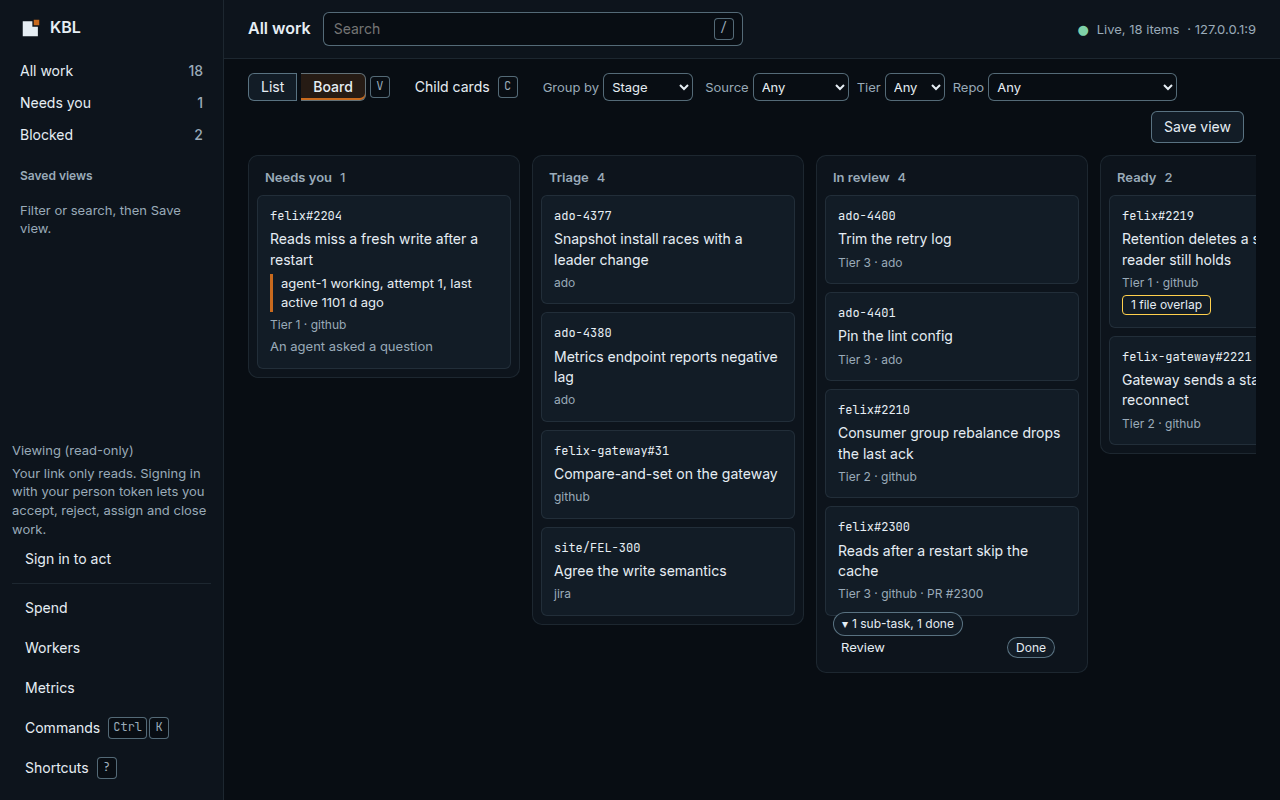 KBL
All work 18
Needs you 1
Blocked 2
Saved views
Filter or search, then Save
view.
Viewing (read-only)
Your link only reads. Signing in
with your person token lets you
accept, reject, assign and close
work.
Sign in to act
Spend
Workers
Metrics
Commands Ctrl K
Shortcuts ?
All work
Search /
Live, 18 items · 127.0.0.1:9
List Board V Child cards C Group by Stage Source Any Tier Any Repo Any
Save view
Needs you 1
felix#2204
Reads miss a fresh write after a
restart
agent-1 working, attempt 1, last
active 1101 d ago
Tier 1 · github
An agent asked a question
Triage 4
ado-4377
Snapshot install races with a
leader change
ado
ado-4380
Metrics endpoint reports negative
lag
ado
felix-gateway#31
Compare-and-set on the gateway
github
site/FEL-300
Agree the write semantics
jira
In review 4
ado-4400
Trim the retry log
Tier 3 · ado
ado-4401
Pin the lint config
Tier 3 · ado
felix#2210
Consumer group rebalance drops
the last ack
Tier 2 · github
felix#2300
Reads after a restart skip the
cache
Tier 3 · github · PR #2300
▾ 1 sub-task, 1 done
Review Done
Ready 2
felix#2219
Retention deletes a s
reader still holds
Tier 1 · github
1 file overlap
felix-gateway#2221
Gateway sends a sta
reconnect
Tier 2 · github